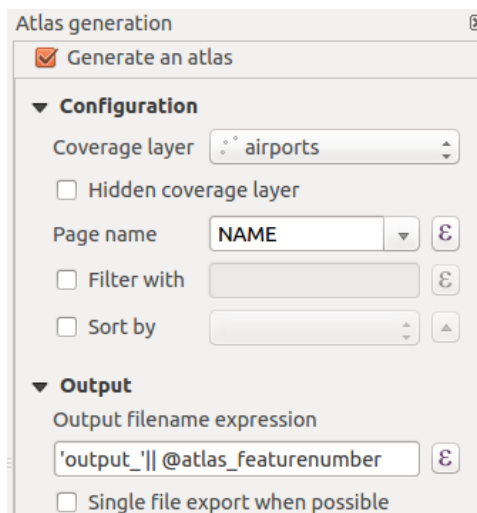 Atlas generation
Generate an atlas
Configuration
Coverage layer airports
Hidden coverage layer
Page name NAME ε
Filter with ε
Sort by
Output
Output filename expression
'output_'|| @atlas_featurenumber ε
Single file export when possible